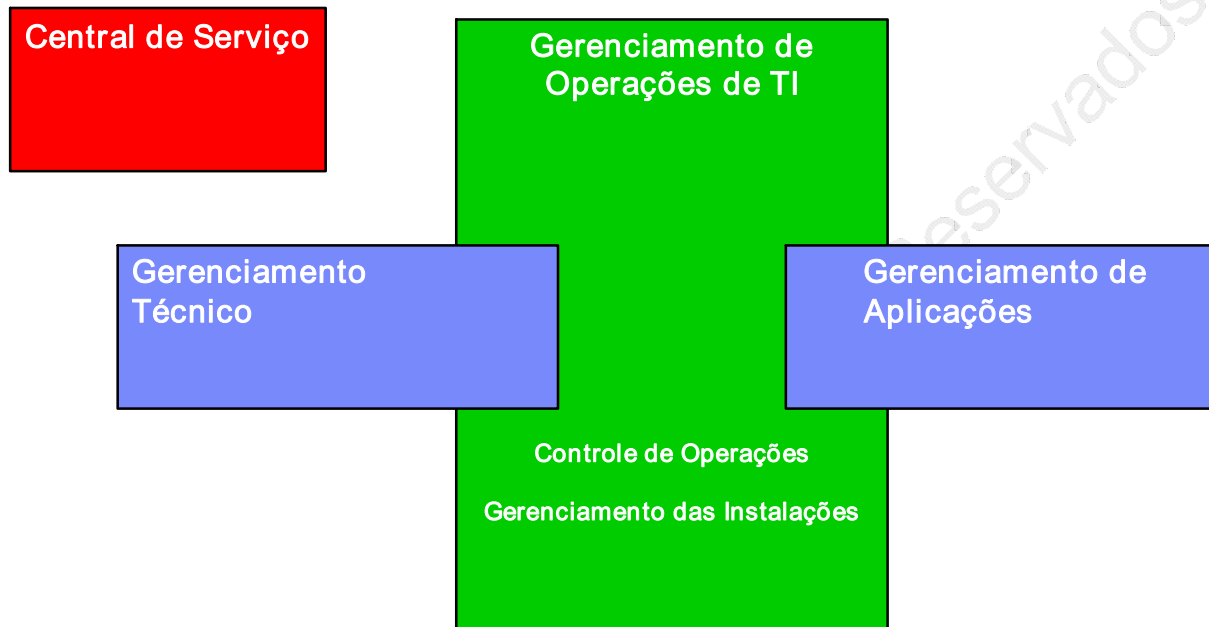 Central de Serviço
Gerenciamento de
Operações de TI
Gerenciamento
Técnico
Gerenciamento de
Aplicações
Controle de Operações
Gerenciamento das Instalações